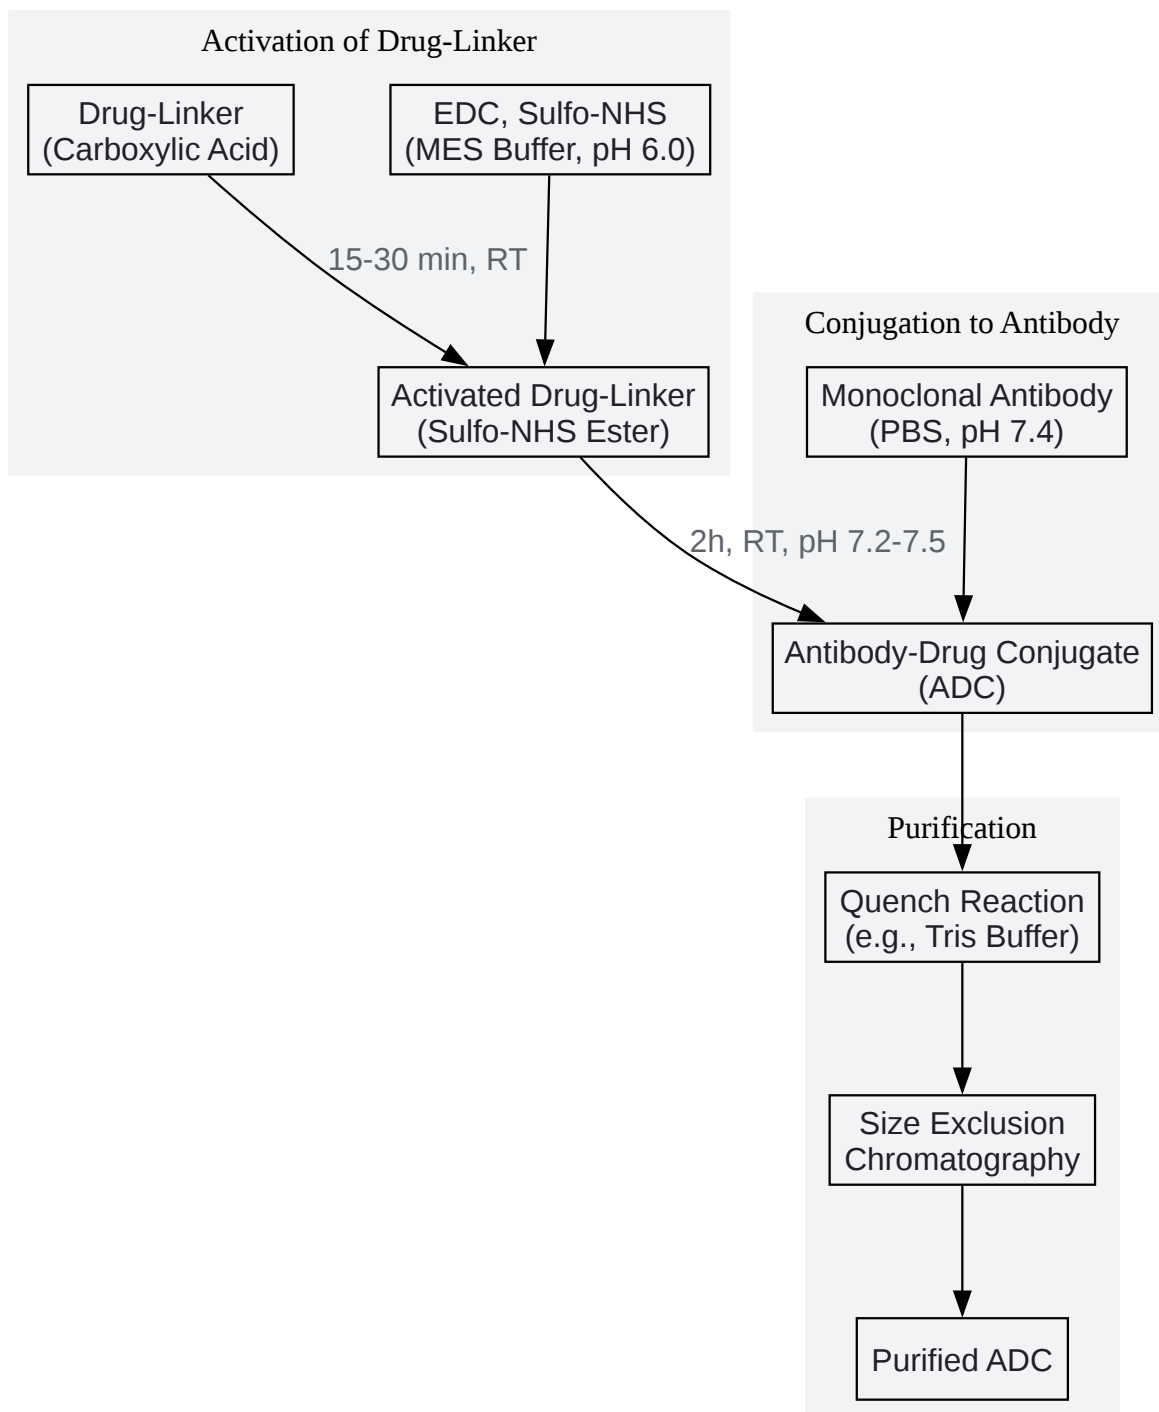 Activation of Drug-Linker
Drug-Linker
(Carboxylic Acid)
EDC, Sulfo-NHS
(MES Buffer, pH 6.0)
15-30 min, RT
Activated Drug-Linker
(Sulfo-NHS Ester)
Conjugation to Antibody
Monoclonal Antibody
(PBS, pH 7.4)
2h, RT, pH 7.2-7.5
Antibody-Drug Conjugate
(ADC)
Purification
Quench Reaction
(e.g., Tris Buffer)
Size Exclusion
Chromatography
Purified ADC